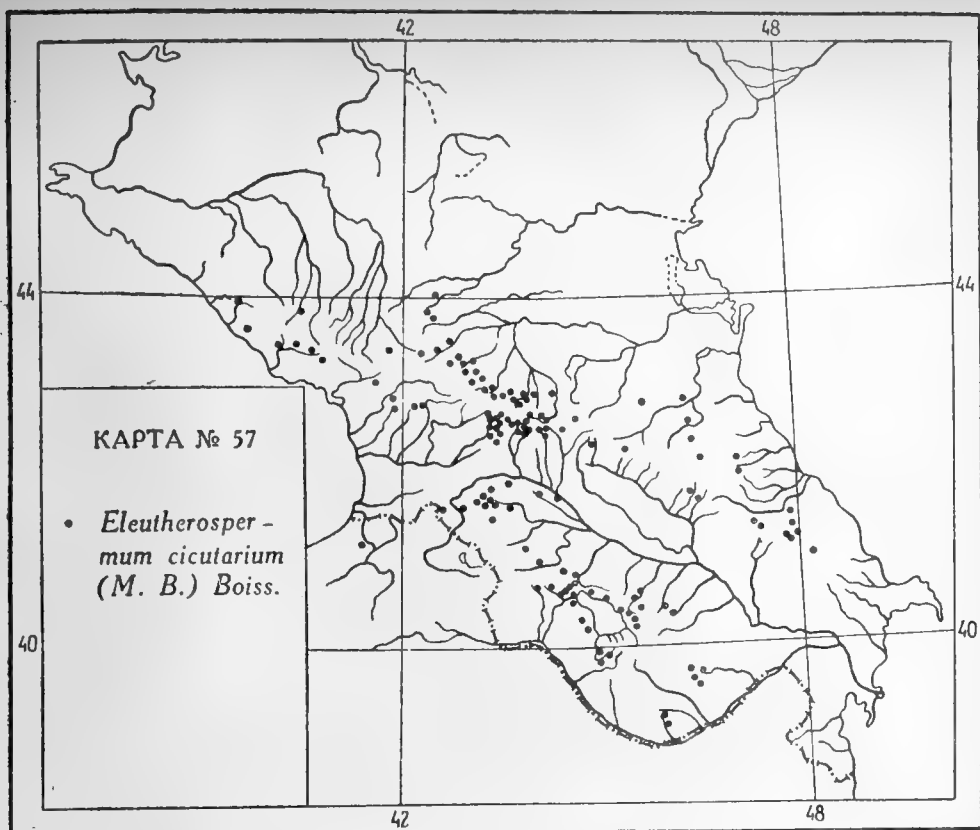 42
48
44
44
КАРТА № 57
• Eleutherosper-
mum cicutarium
(M. B.) Boiss.
40
40
42
48